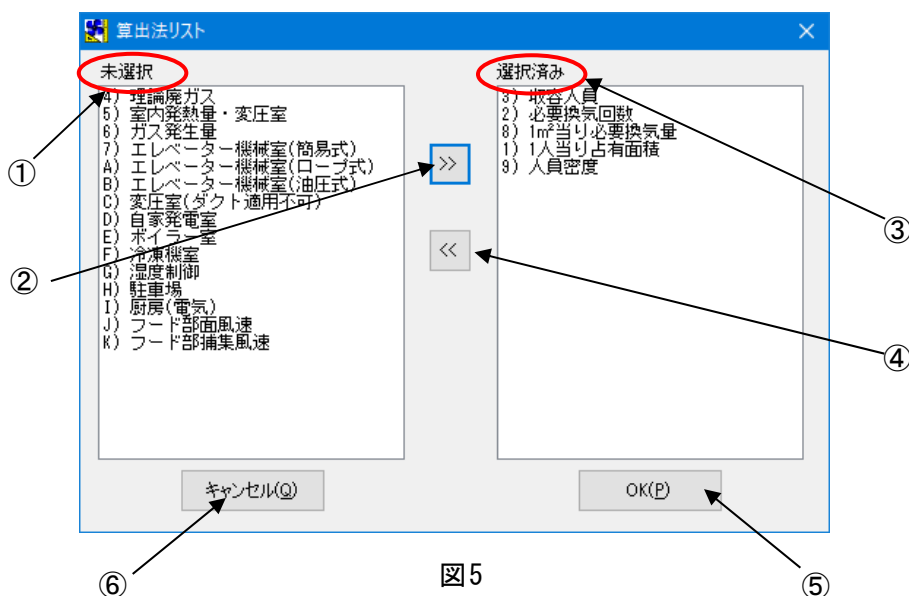 算出法リスト
未選択
4) 理論廃ガス
5) 室内発熱量・変圧室
6) ガス発生量
7) エレベーター機械室(簡易式)
A) エレベーター機械室(ロープ式)
B) エレベーター機械室(油圧式)
C) 変圧室(ダクト適用不可)
D) 自家発電室
E) ボイラー室
F) 冷凍機室
G) 湿度制御
H) 駐車場
I) 厨房(電気)
J) フード部面風速
K) フード部捕集風速
>>
<<
選択済み
3) 収容人員
2) 必要換気回数
8) 1㎡当り必要換気量
1) 1人当り占有面積
9) 人員密度
キャンセル(Q)
OK(P)
①
②
③
④
⑤
⑥
図5